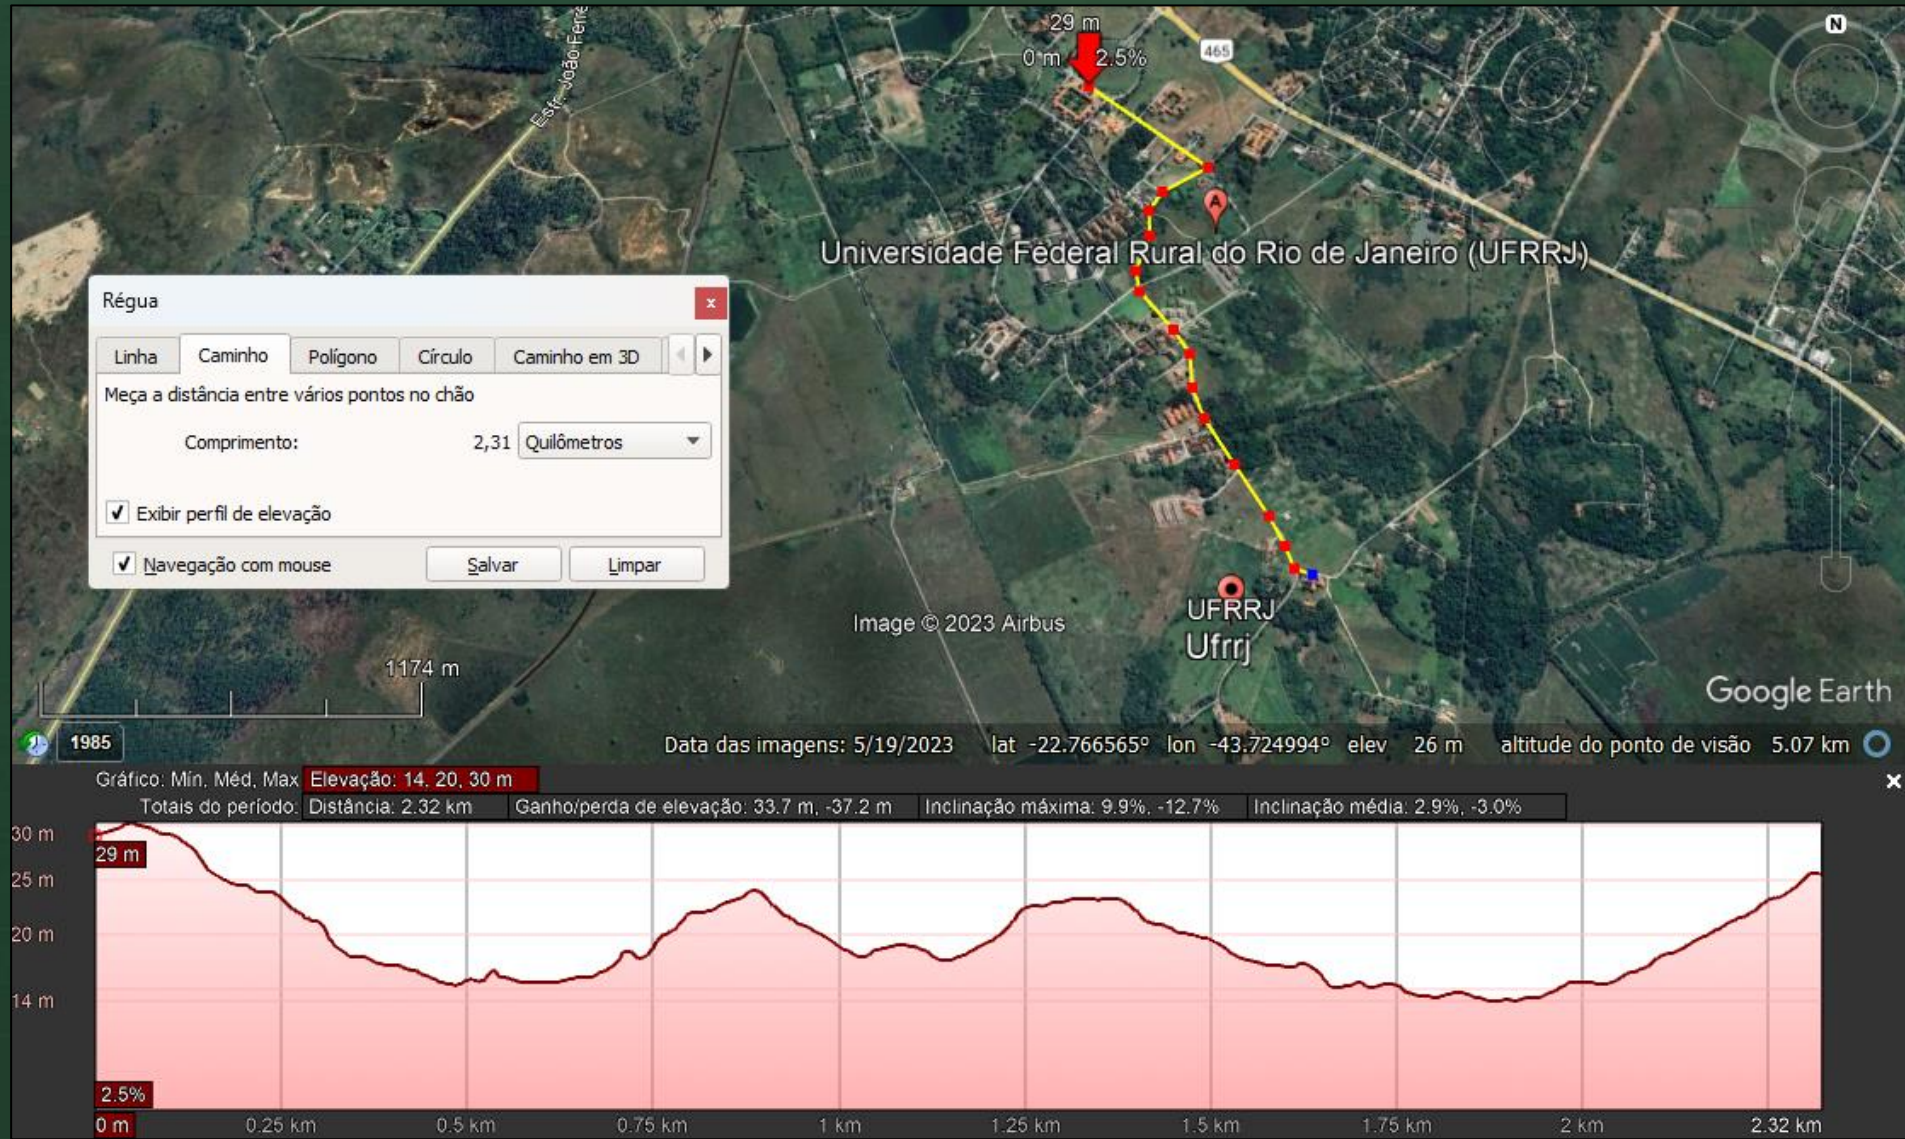 29 m
0 m 2.5%
465
Estr. João Ferre
N
A
Universidade Federal Rural do Rio de Janeiro (UFRRJ)
Régua
x
Linha Caminho Polígono Círculo Caminho em 3D
Meça a distância entre vários pontos no chão
Comprimento: 2,31 Quilômetros
Exibir perfil de elevação
Navegação com mouse Salvar Limpar
UFRRJ
Ufrrj
Image © 2023 Airbus
1174 m
Google Earth
1985
Data das imagens: 5/19/2023 lat -22.766565° lon -43.724994° elev 26 m altitude do ponto de visão 5.07 km
Gráfico: Mín, Méd, Max Elevação: 14, 20, 30 m
Totais do período: Distância: 2.32 km Ganho/perda de elevação: 33.7 m, -37.2 m Inclinação máxima: 9.9%, -12.7% Inclinação média: 2.9%, -3.0%
30 m
29 m
25 m
20 m
14 m
2.5%
0 m 0.25 km 0.5 km 0.75 km 1 km 1.25 km 1.5 km 1.75 km 2 km 2.32 km